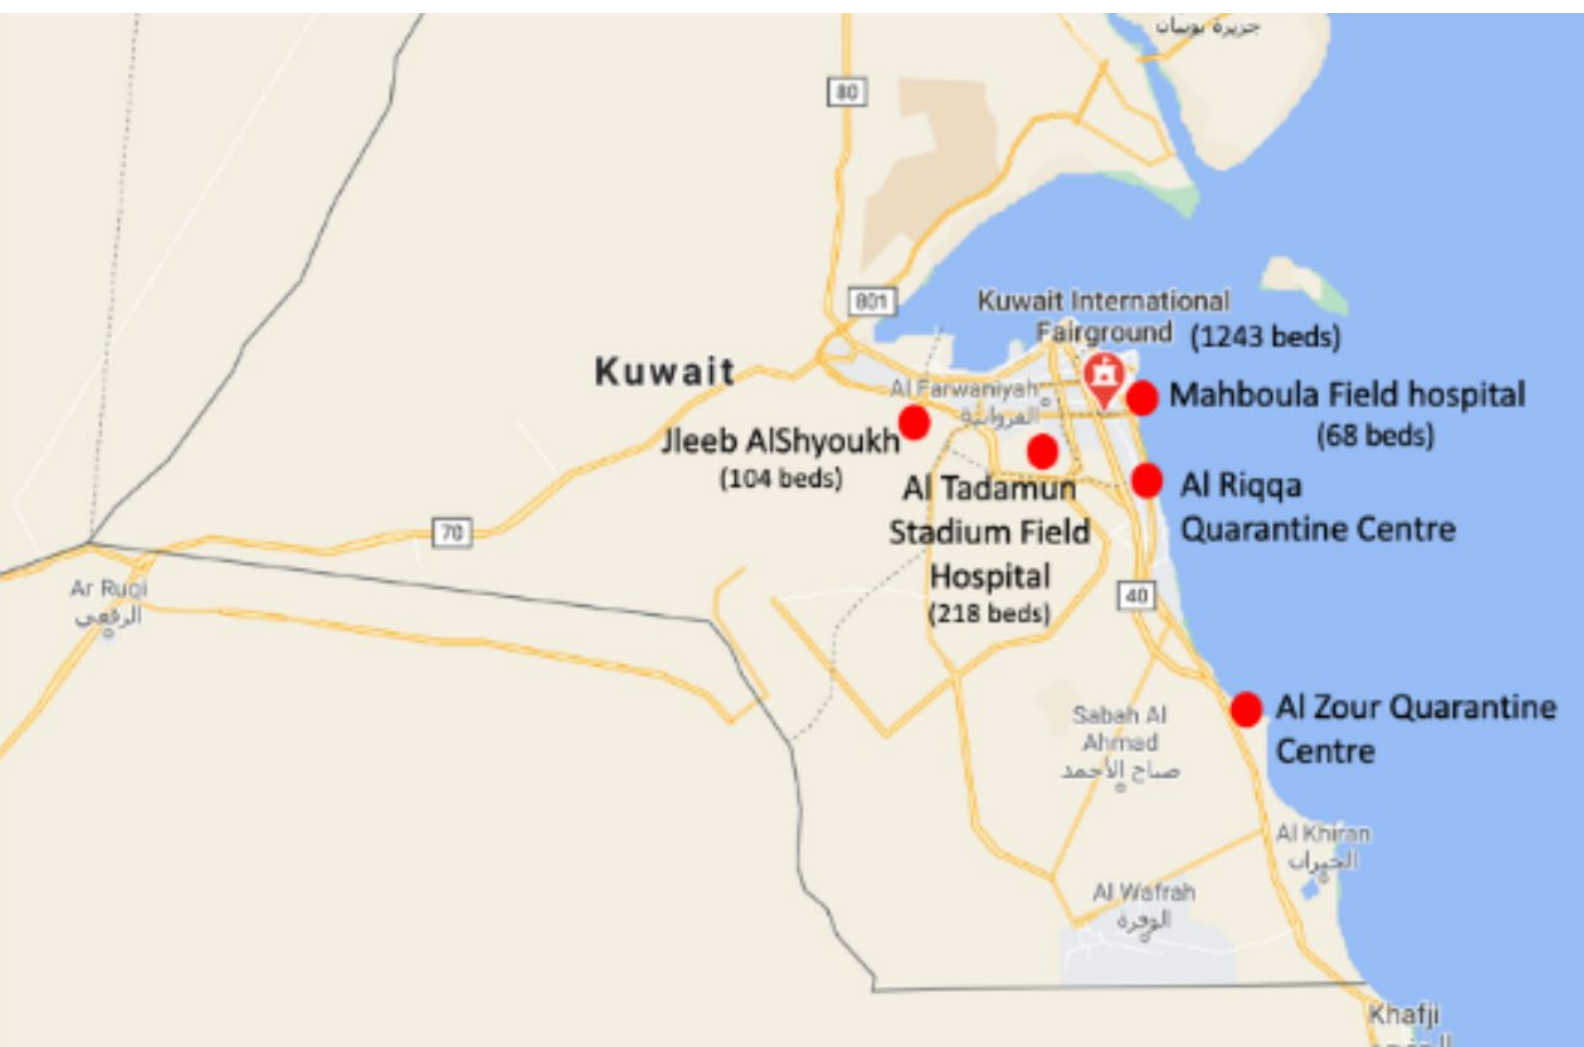 جزيرة بوبيان
80
801
Kuwait International
Fairground (1243 beds)
Kuwait
Al Farwaniyah
الفروانية
Mahboula Field hospital
(68 beds)
Jleeb AlShyoukh
(104 beds)
Al Tadamun
Stadium Field
Hospital
(218 beds)
Al Riqqa
Quarantine Centre
70
40
Ar Ruqi
الرقعي
Al Zour Quarantine
Centre
Sabah Al
Ahmad
صباح الأحمد
Al Khiran
الخيران
Al Wafrah
الوفرة
Khafji